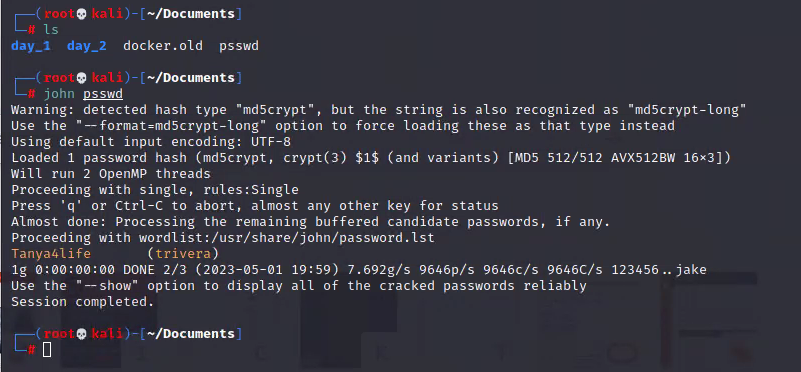 ┌──(root💀kali)-[~/Documents]
└─# ls
day_1  day_2  docker.old  psswd
┌──(root💀kali)-[~/Documents]
└─# john psswd
Warning: detected hash type "md5crypt", but the string is also recognized as "md5crypt-long"
Use the "--format=md5crypt-long" option to force loading these as that type instead
Using default input encoding: UTF-8
Loaded 1 password hash (md5crypt, crypt(3) $1$ (and variants) [MD5 512/512 AVX512BW 16×3])
Will run 2 OpenMP threads
Proceeding with single, rules:Single
Press 'q' or Ctrl-C to abort, almost any other key for status
Almost done: Processing the remaining buffered candidate passwords, if any.
Proceeding with wordlist:/usr/share/john/password.lst
Tanya4life       (trivera)
1g 0:00:00:00 DONE 2/3 (2023-05-01 19:59) 7.692g/s 9646p/s 9646c/s 9646C/s 123456..jake
Use the "--show" option to display all of the cracked passwords reliably
Session completed.
┌──(root💀kali)-[~/Documents]
└─#